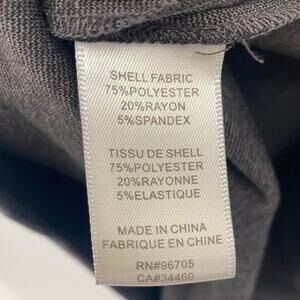 SHELL FABRIC
75%POLYESTER
20%RAYON
5%SPANDEX
TISSU DE SHELL
75%POLYESTER
20%RAYONNE
5%ELASTIQUE
MADE IN CHINA
FABRIQUE EN CHINE
RN#96705
CA#34460